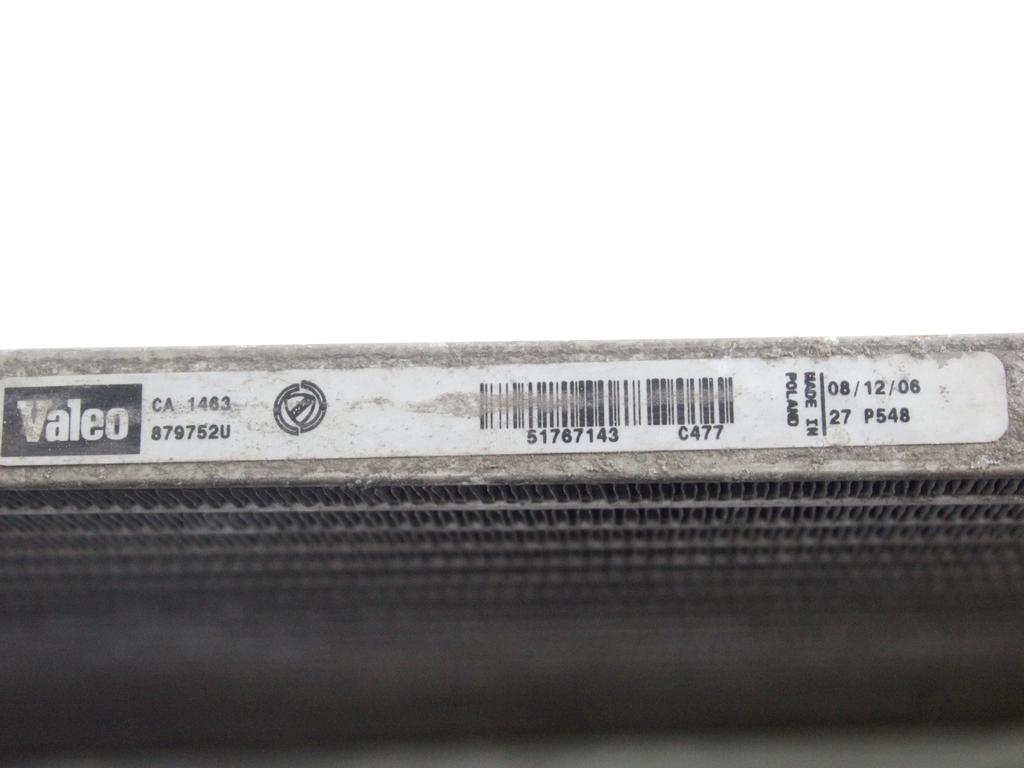 Valeo
CA 1463
879752U
51767143
C477
MADE IN
POLAND
08/12/06
27 P548